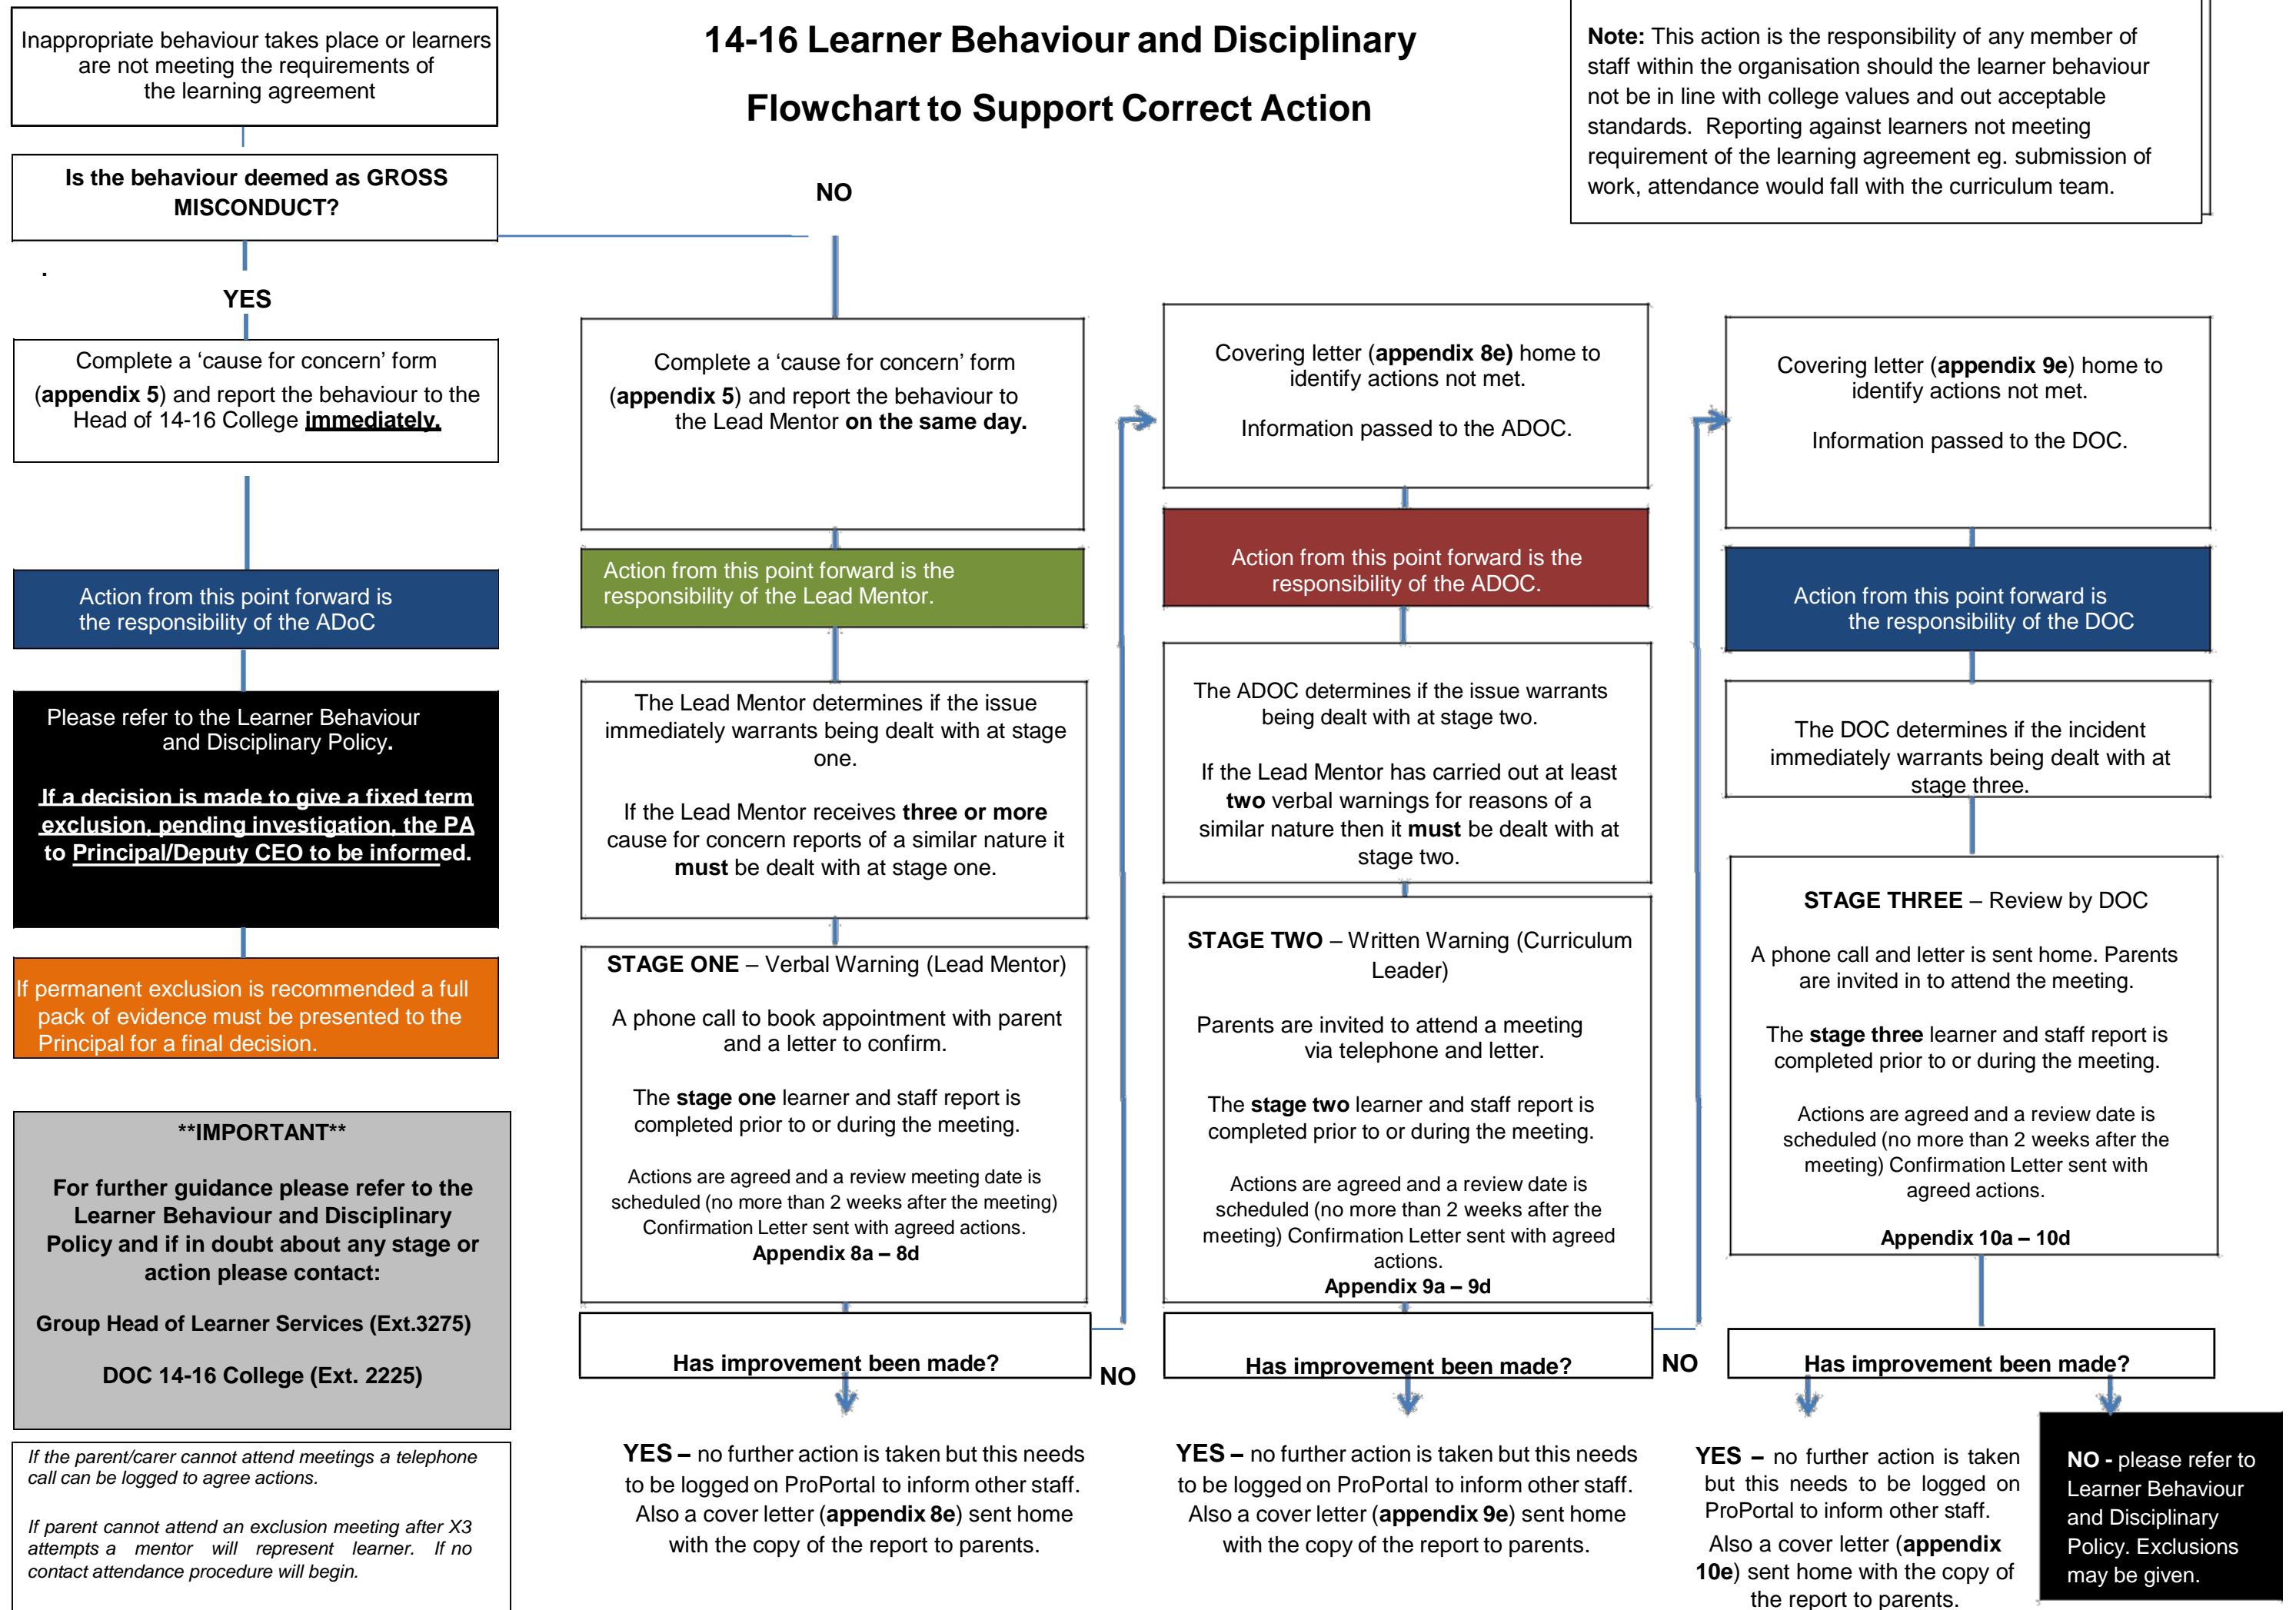 14-16 Learner Behaviour and Disciplinary
Flowchart to Support Correct Action
Note: This action is the responsibility of any member of
staff within the organisation should the learner behaviour
not be in line with college values and out acceptable
standards. Reporting against learners not meeting
requirement of the learning agreement eg. submission of
work, attendance would fall with the curriculum team.
Inappropriate behaviour takes place or learners
are not meeting the requirements of
the learning agreement
Is the behaviour deemed as GROSS
MISCONDUCT?
NO
.
YES
Complete a ‘cause for concern’ form
(appendix 5) and report the behaviour to the
Head of 14-16 College immediately.
Action from this point forward is
the responsibility of the ADoC
Please refer to the Learner Behaviour
and Disciplinary Policy.
If a decision is made to give a fixed term
exclusion, pending investigation, the PA
to Principal/Deputy CEO to be informed.
If permanent exclusion is recommended a full
pack of evidence must be presented to the
Principal for a final decision.
**IMPORTANT**
For further guidance please refer to the
Learner Behaviour and Disciplinary
Policy and if in doubt about any stage or
action please contact:
Group Head of Learner Services (Ext.3275)
DOC 14-16 College (Ext. 2225)
If the parent/carer cannot attend meetings a telephone
call can be logged to agree actions.
If parent cannot attend an exclusion meeting after X3
attempts a mentor will represent learner. If no
contact attendance procedure will begin.
Complete a ‘cause for concern’ form
(appendix 5) and report the behaviour to
the Lead Mentor on the same day.
Action from this point forward is the
responsibility of the Lead Mentor.
The Lead Mentor determines if the issue
immediately warrants being dealt with at stage
one.
If the Lead Mentor receives three or more
cause for concern reports of a similar nature it
must be dealt with at stage one.
STAGE ONE – Verbal Warning (Lead Mentor)
A phone call to book appointment with parent
and a letter to confirm.
The stage one learner and staff report is
completed prior to or during the meeting.
Actions are agreed and a review meeting date is
scheduled (no more than 2 weeks after the meeting)
Confirmation Letter sent with agreed actions.
Appendix 8a – 8d
Has improvement been made?
NO
YES – no further action is taken but this needs
to be logged on ProPortal to inform other staff.
Also a cover letter (appendix 8e) sent home
with the copy of the report to parents.
Covering letter (appendix 8e) home to
identify actions not met.
Information passed to the ADOC.
Action from this point forward is the
responsibility of the ADOC.
The ADOC determines if the issue warrants
being dealt with at stage two.
If the Lead Mentor has carried out at least
two verbal warnings for reasons of a
similar nature then it must be dealt with at
stage two.
STAGE TWO – Written Warning (Curriculum
Leader)
Parents are invited to attend a meeting
via telephone and letter.
The stage two learner and staff report is
completed prior to or during the meeting.
Actions are agreed and a review date is
scheduled (no more than 2 weeks after the
meeting) Confirmation Letter sent with agreed
actions.
Appendix 9a – 9d
Has improvement been made?
NO
YES – no further action is taken but this needs
to be logged on ProPortal to inform other staff.
Also a cover letter (appendix 9e) sent home
with the copy of the report to parents.
Covering letter (appendix 9e) home to
identify actions not met.
Information passed to the DOC.
Action from this point forward is
the responsibility of the DOC
The DOC determines if the incident
immediately warrants being dealt with at
stage three.
STAGE THREE – Review by DOC
A phone call and letter is sent home. Parents
are invited in to attend the meeting.
The stage three learner and staff report is
completed prior to or during the meeting.
Actions are agreed and a review date is
scheduled (no more than 2 weeks after the
meeting) Confirmation Letter sent with
agreed actions.
Appendix 10a – 10d
Has improvement been made?
YES – no further action is taken
but this needs to be logged on
ProPortal to inform other staff.
Also a cover letter (appendix
10e) sent home with the copy of
the report to parents.
NO - please refer to
Learner Behaviour
and Disciplinary
Policy. Exclusions
may be given.